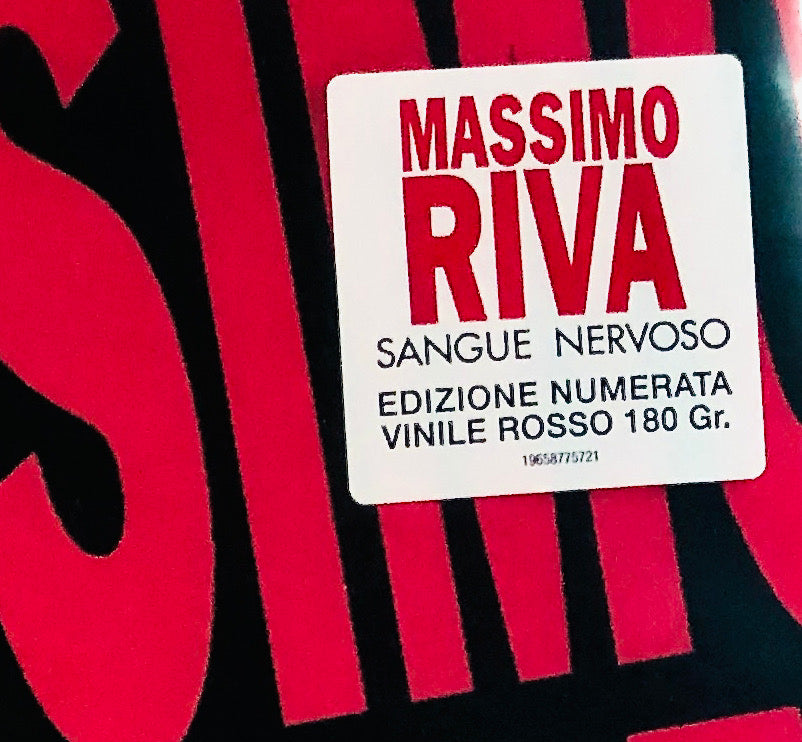 MASSIMO
RIVA
SANGUE NERVOSO
EDIZIONE NUMERATA
VINILE ROSSO 180 Gr.
19658775721